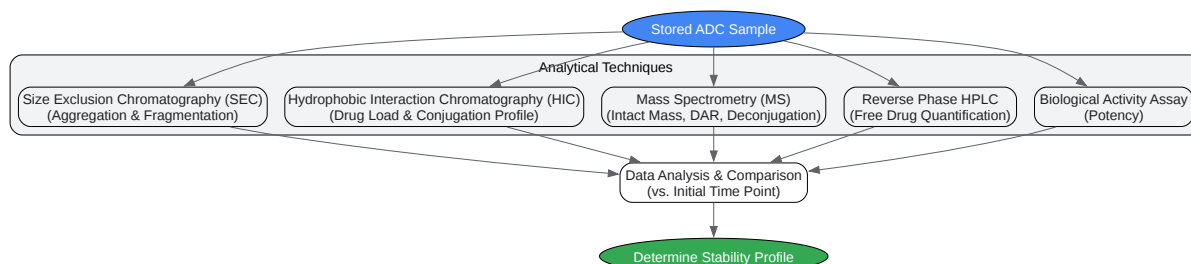 Stored ADC Sample
Analytical Techniques
Size Exclusion Chromatography (SEC)
(Aggregation & Fragmentation)
Hydrophobic Interaction Chromatography (HIC)
(Drug Load & Conjugation Profile)
Mass Spectrometry (MS)
(Intact Mass, DAR, Deconjugation)
Reverse Phase HPLC
(Free Drug Quantification)
Biological Activity Assay
(Potency)
Data Analysis & Comparison
(vs. Initial Time Point)
Determine Stability Profile